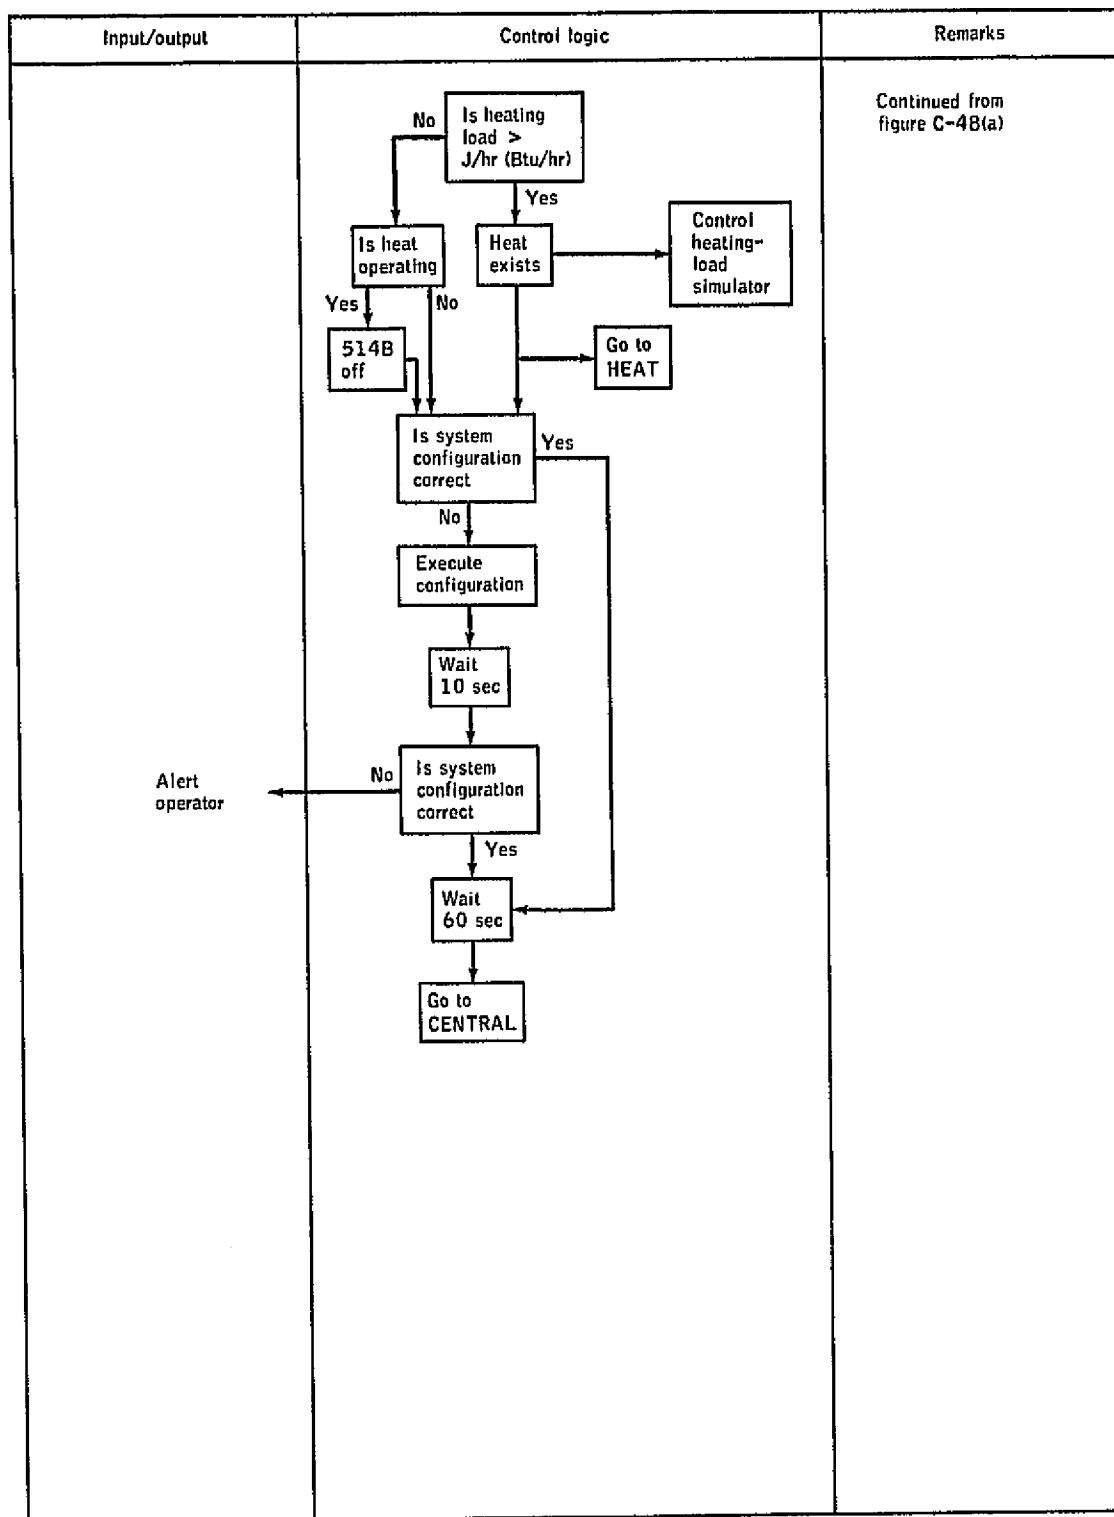 Input/output
Control logic
Remarks
Continued from
figure C-48(a)
Is heating
load >
J/hr (Btu/hr)
No
Yes
Is heat
operating
Heat
exists
Control
heating-
load
simulator
Yes
No
514B
off
Go to
HEAT
Is system
configuration
correct
Yes
No
Execute
configuration
Wait
10 sec
Is system
configuration
correct
No
Alert
operator
Yes
Wait
60 sec
Go to
CENTRAL